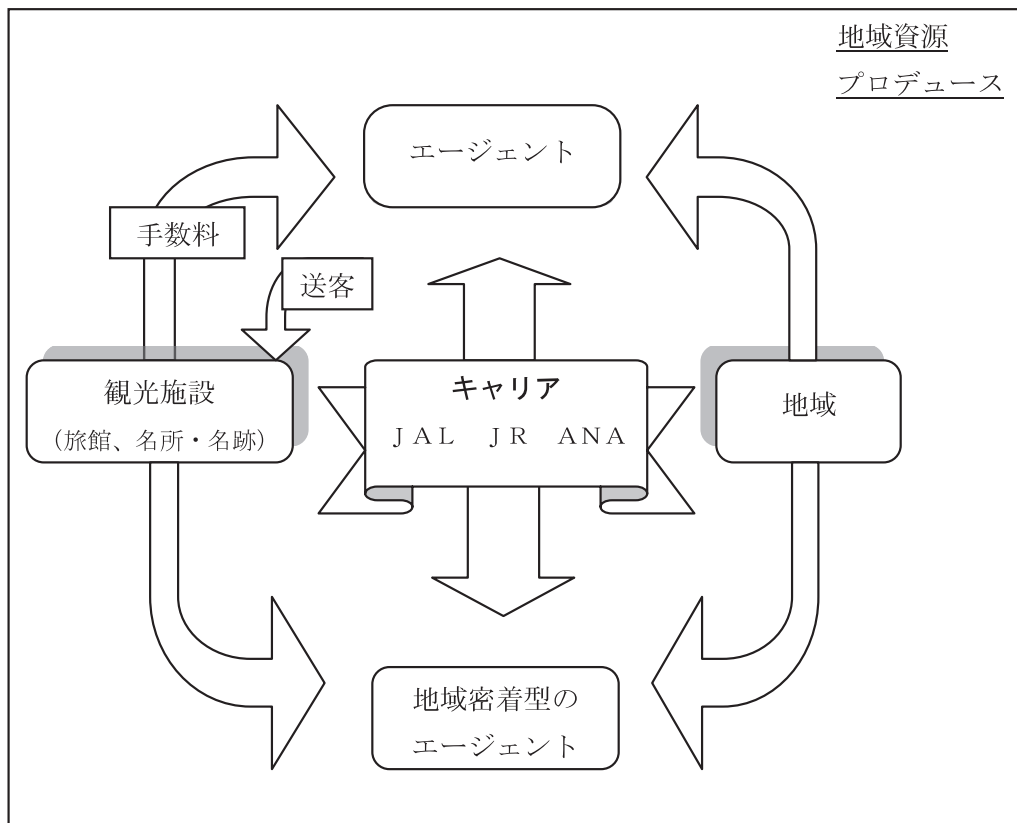 地域資源
プロデュース
エージェント
手数料
送客
観光施設
(旅館、名所・名跡)
キャリア
ＪＡＬ　ＪＲ　ＡＮＡ
地域
地域密着型の
エージェント